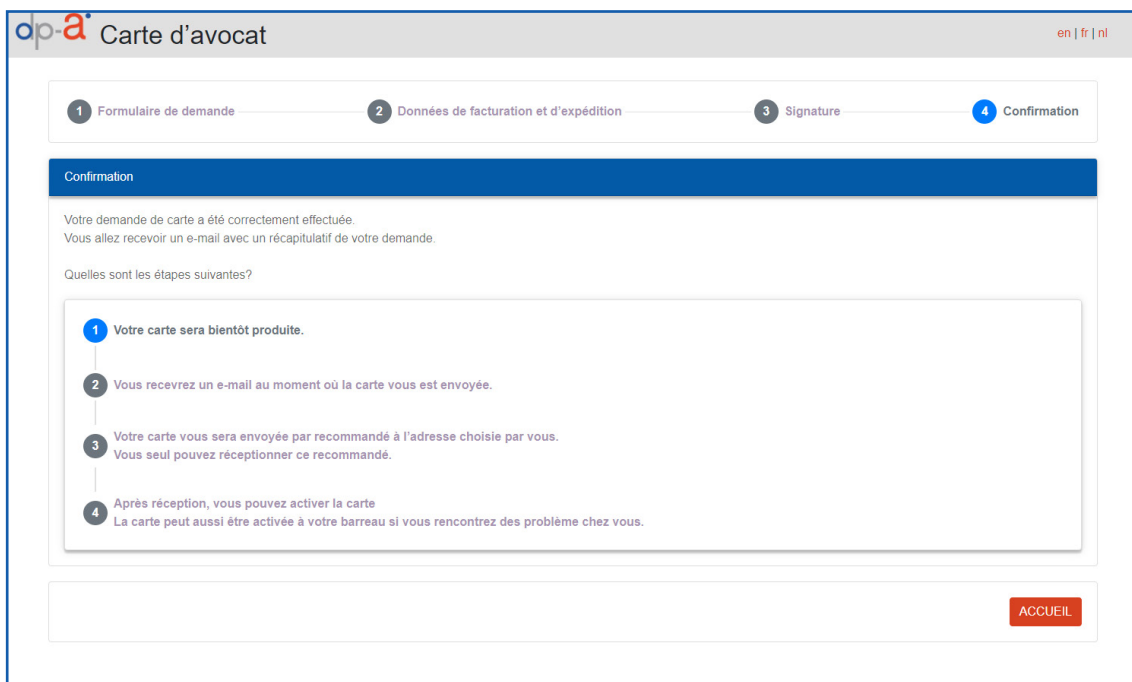 dp-a Carte d'avocat
en | fr | nl
1 Formulaire de demande 2 Données de facturation et d'expédition 3 Signature 4 Confirmation
Confirmation
Votre demande de carte a été correctement effectuée.
Vous allez recevoir un e-mail avec un récapitulatif de votre demande.
Quelles sont les étapes suivantes?
1 Votre carte sera bientôt produite.
2 Vous recevrez un e-mail au moment où la carte vous est envoyée.
3 Votre carte vous sera envoyée par recommandé à l'adresse choisie par vous.
Vous seul pouvez réceptionner ce recommandé.
4 Après réception, vous pouvez activer la carte
La carte peut aussi être activée à votre barreau si vous rencontrez des problème chez vous.
ACCUEIL